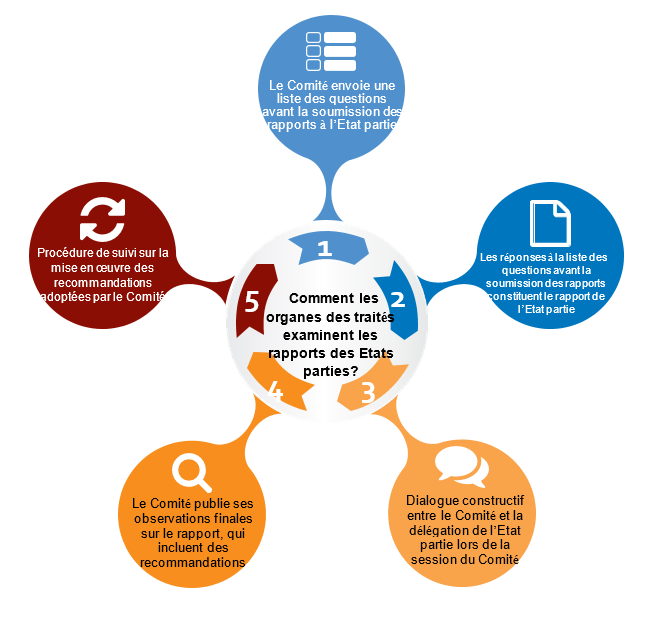 Le Comité envoie une
liste des questions
avant la soumission des
rapports à l'Etat partie
1
Les réponses à la liste des
questions avant la
soumission des rapports
constituent le rapport de
l'Etat partie
2
Dialogue constructif
entre le Comité et la
délégation de l'Etat
partie lors de la
session du Comité
3
Le Comité publie ses
observations finales
sur le rapport, qui
incluent des
recommandations
4
Procédure de suivi sur la
mise en œuvre des
recommandations
adoptées par le Comité
5
Comment les
organes des traités
examinent les
rapports des Etats
parties?